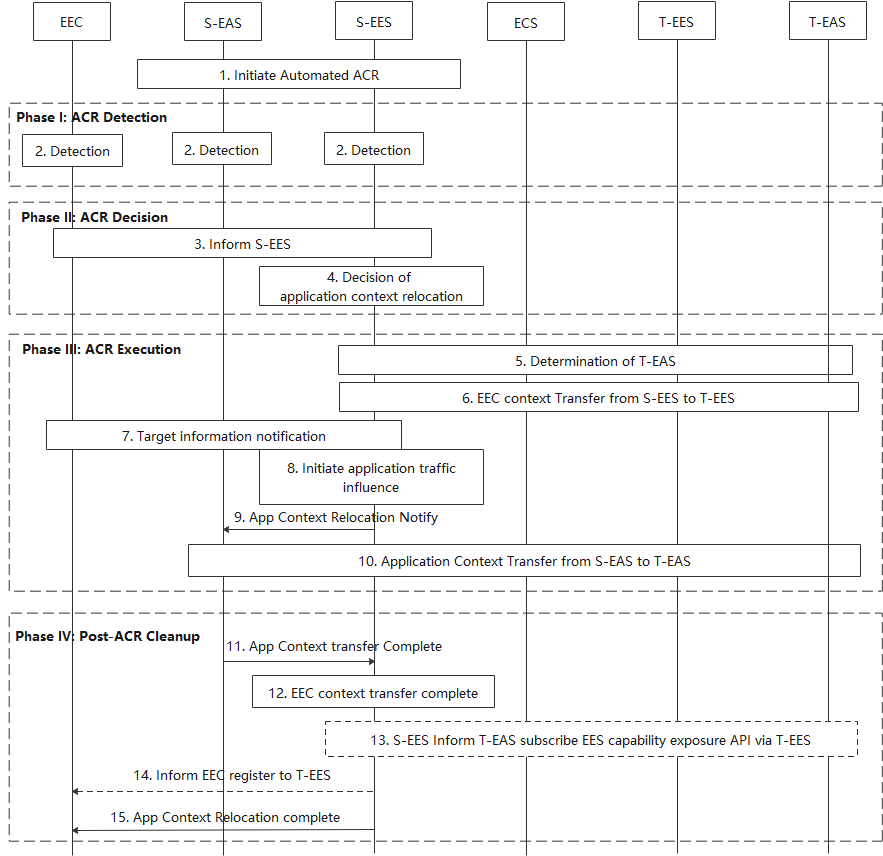 EEC
S-EAS
S-EES
ECS
T-EES
T-EAS
1. Initiate Automated ACR
Phase I: ACR Detection
2. Detection
2. Detection
2. Detection
Phase II: ACR Decision
3. Inform S-EES
4. Decision of
application context relocation
Phase III: ACR Execution
5. Determination of T-EAS
6. EEC context Transfer from S-EES to T-EES
7. Target information notification
8. Initiate application traffic
influence
9. App Context Relocation Notify
10. Application Context Transfer from S-EAS to T-EAS
Phase IV: Post-ACR Cleanup
11. App Context transfer Complete
12. EEC context transfer complete
13. S-EES Inform T-EAS subscribe EES capability exposure API via T-EES
14. Inform EEC register to T-EES
15. App Context Relocation complete